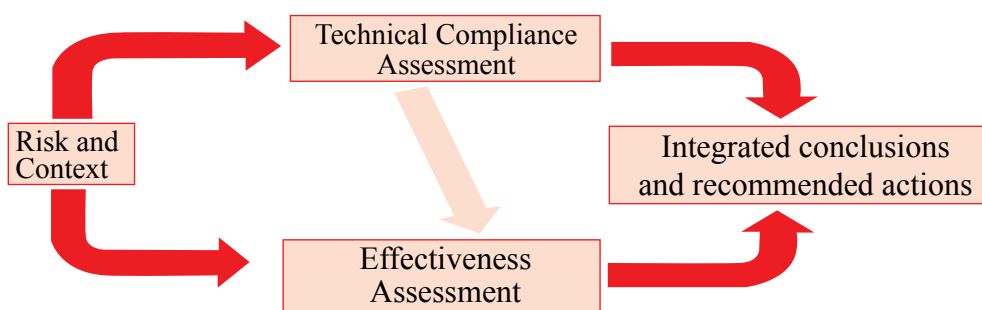 Technical Compliance
Assessment
Risk and
Context
Integrated conclusions
and recommended actions
Effectiveness
Assessment